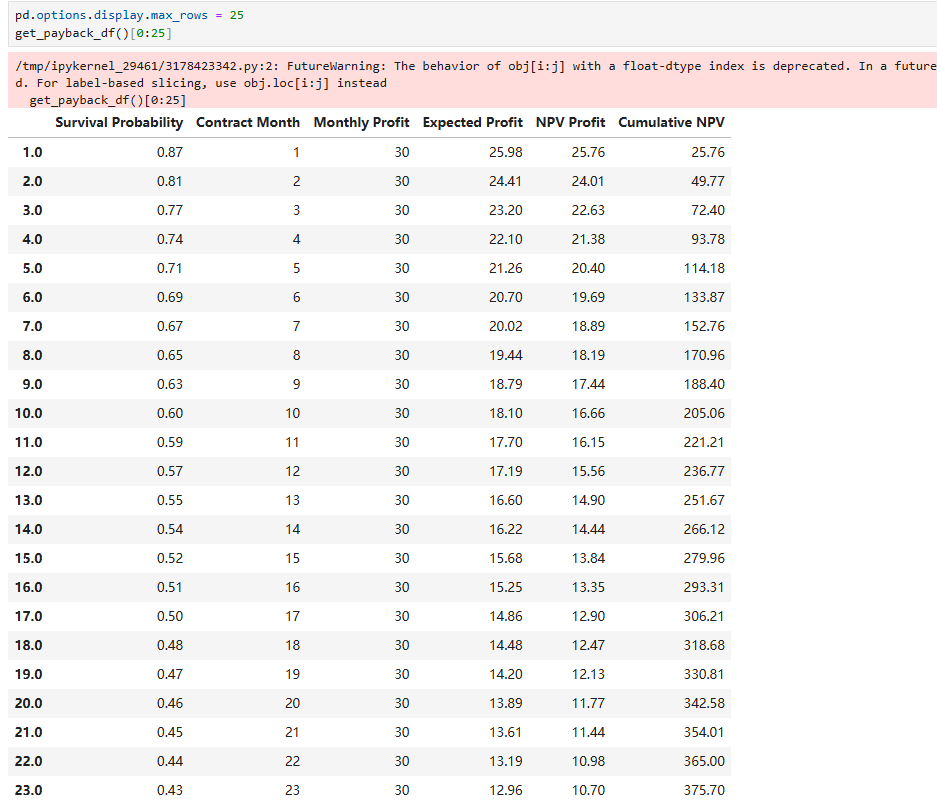 pd.options.display.max_rows = 25
get_payback_df()[0:25]
/tmp/ipykernel_29461/3178423342.py:2: FutureWarning: The behavior of obj[i:j] with a float-dtype index is deprecated. In a future
d. For label-based slicing, use obj.loc[i:j] instead
get_payback_df()[0:25]
Survival Probability Contract Month Monthly Profit Expected Profit NPV Profit Cumulative NPV
1.0 0.87 1 30 25.98 25.76 25.76
2.0 0.81 2 30 24.41 24.01 49.77
3.0 0.77 3 30 23.20 22.63 72.40
4.0 0.74 4 30 22.10 21.38 93.78
5.0 0.71 5 30 21.26 20.40 114.18
6.0 0.69 6 30 20.70 19.69 133.87
7.0 0.67 7 30 20.02 18.89 152.76
8.0 0.65 8 30 19.44 18.19 170.96
9.0 0.63 9 30 18.79 17.44 188.40
10.0 0.60 10 30 18.10 16.66 205.06
11.0 0.59 11 30 17.70 16.15 221.21
12.0 0.57 12 30 17.19 15.56 236.77
13.0 0.55 13 30 16.60 14.90 251.67
14.0 0.54 14 30 16.22 14.44 266.12
15.0 0.52 15 30 15.68 13.84 279.96
16.0 0.51 16 30 15.25 13.35 293.31
17.0 0.50 17 30 14.86 12.90 306.21
18.0 0.48 18 30 14.48 12.47 318.68
19.0 0.47 19 30 14.20 12.13 330.81
20.0 0.46 20 30 13.89 11.77 342.58
21.0 0.45 21 30 13.61 11.44 354.01
22.0 0.44 22 30 13.19 10.98 365.00
23.0 0.43 23 30 12.96 10.70 375.70